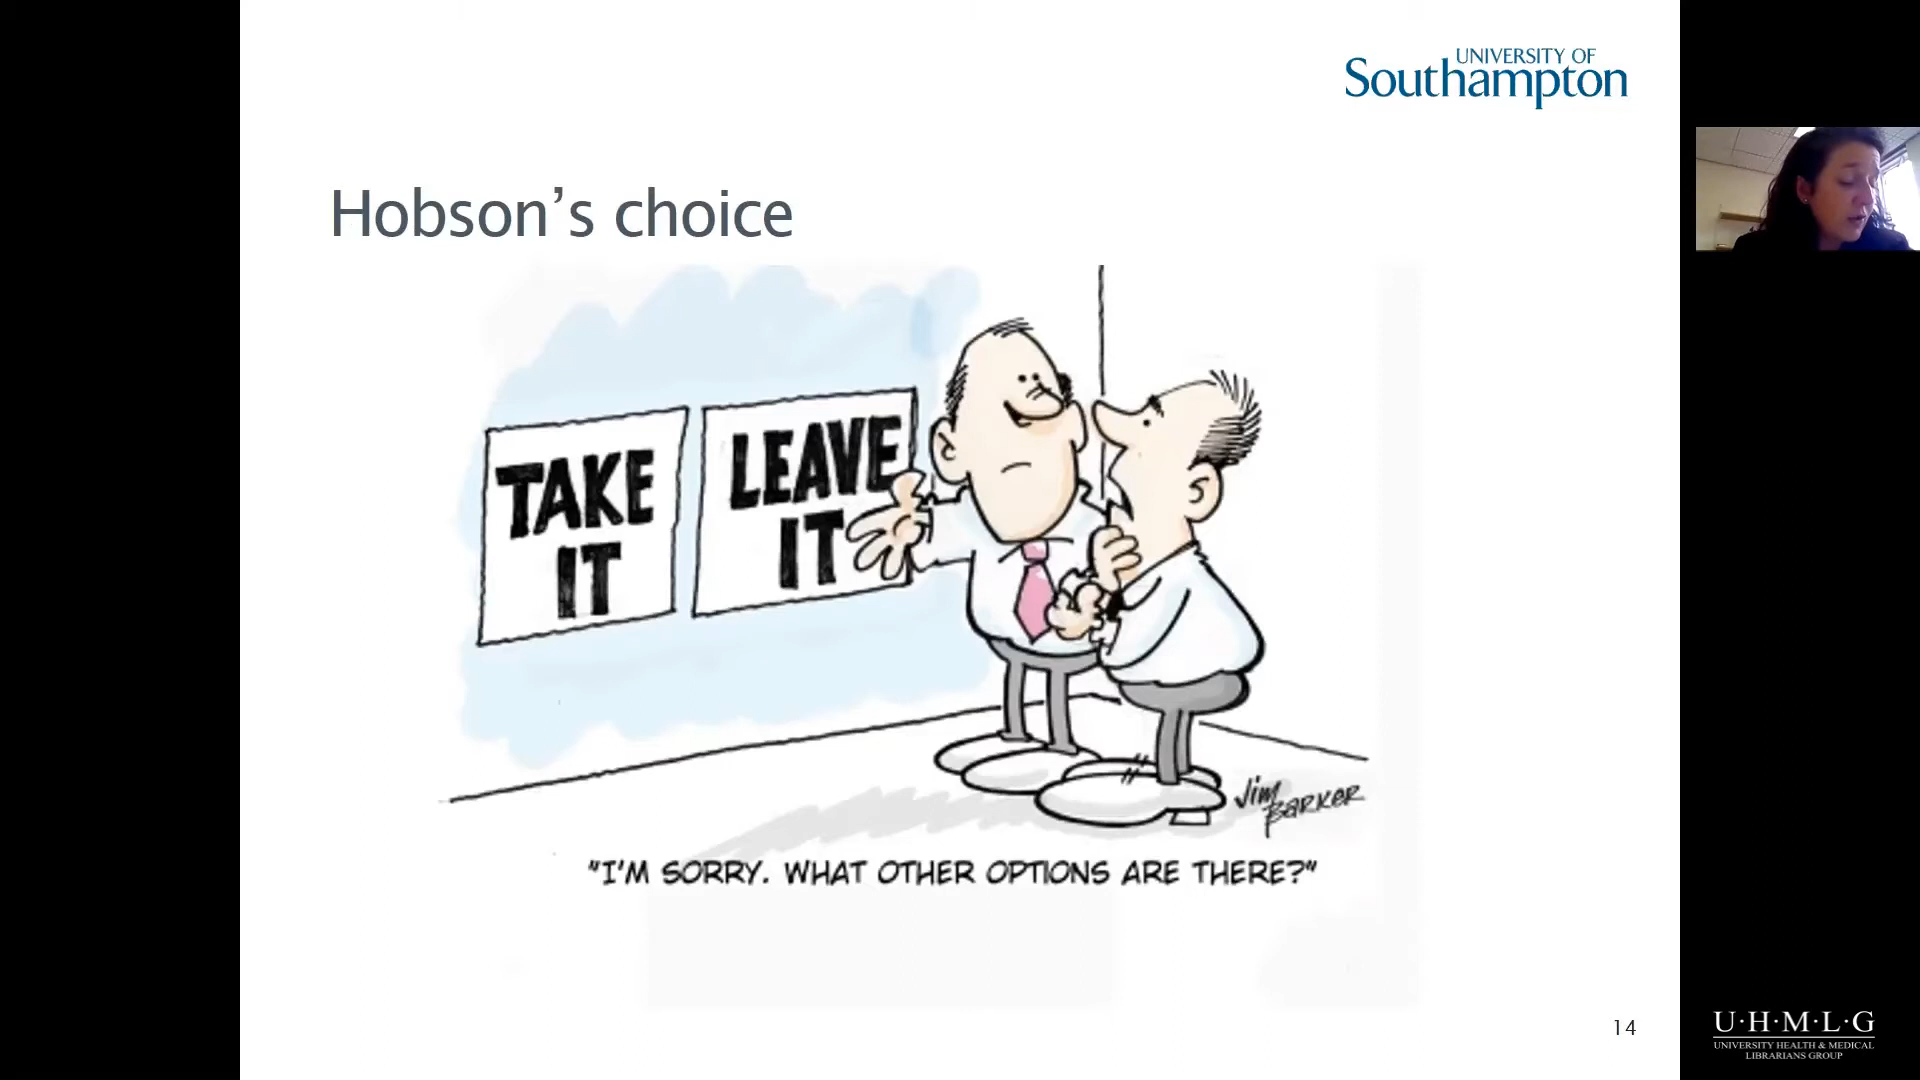 UNIVERSITY OF
Southampton
Hobson’s choice
TAKE
IT
LEAVE
IT
Jim
BARKER
"I'M SORRY. WHAT OTHER OPTIONS ARE THERE?"
14
U·H·M·L·G
UNIVERSITY HEALTH & MEDICAL
LIBRARIANS GROUP